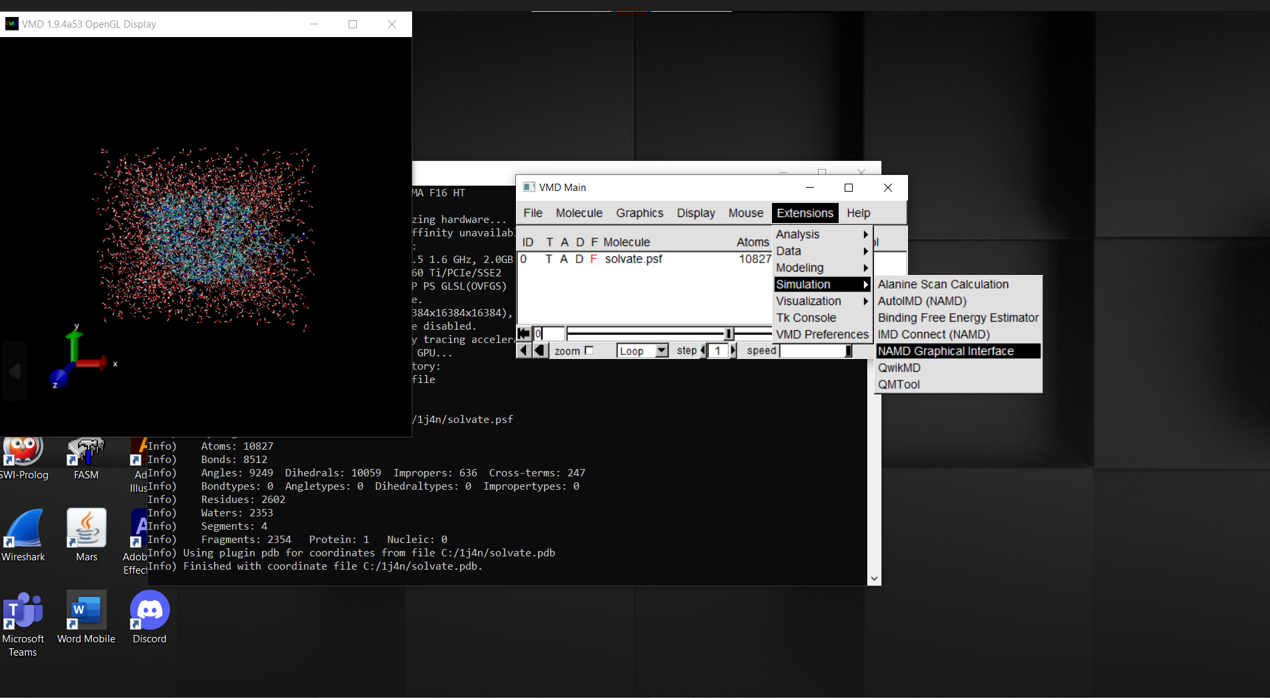 VMD 1.9.4a53 OpenGL Display
y
x
z
MA F16 HT
zing hardware...
ffinity unavailabl
:
.5 1.6 GHz, 2.0GB
60 Ti/PCIe/SSE2
P PS GLSL(OVFGS)
e.
384x16384x16384),
e disabled.
y tracing acceler
GPU...
tory:
file
/1j4n/solvate.psf
Info) Atoms: 10827
Info) Bonds: 8512
Info) Angles: 9249 Dihedrals: 10059 Impropers: 636 Cross-terms: 247
Info) Bondtypes: 0 Angletypes: 0 Dihedraltypes: 0 Impropertypes: 0
Info) Residues: 2602
Info) Waters: 2353
Info) Segments: 4
Info) Fragments: 2354 Protein: 1 Nucleic: 0
Info) Using plugin pdb for coordinates from file C:/1j4n/solvate.pdb
Info) Finished with coordinate file C:/1j4n/solvate.pdb.
VMD Main
File Molecule Graphics Display Mouse Extensions Help
ID T A D F Molecule Atoms
0 T A D F solvate.psf 10827
0
zoom Loop step 1 speed
Analysis
Data
Modeling
Simulation
Visualization
Tk Console
VMD Preferences
Alanine Scan Calculation
AutoIMD (NAMD)
Binding Free Energy Estimator
IMD Connect (NAMD)
NAMD Graphical Interface
QwikMD
QMTool
SWI-Prolog
FASM
Ad
Illus
Wireshark
Mars
Adob
Effec
Microsoft
Teams
Word Mobile
Discord